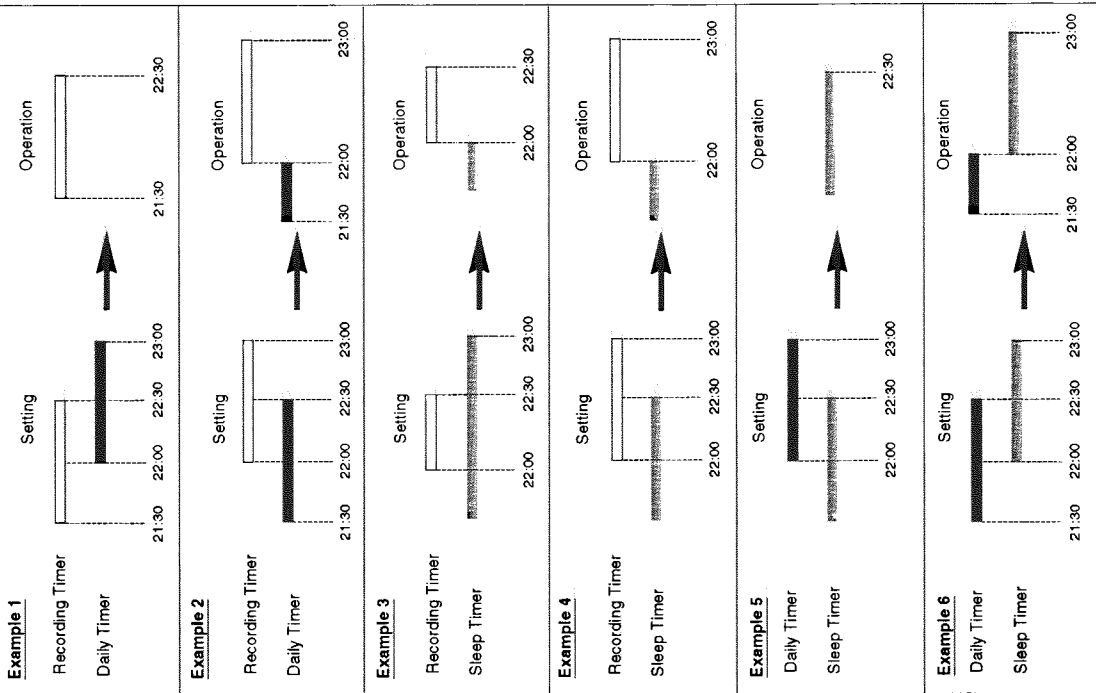 Example 1
Setting
Operation
Recording Timer
Daily Timer
21:30 22:00 22:30 23:00
21:30 22:30
Example 2
Setting
Operation
Recording Timer
Daily Timer
21:30 22:00 22:30 23:00
21:30 22:00 23:00
Example 3
Setting
Operation
Recording Timer
Sleep Timer
22:00 22:30 23:00
22:00 22:30
Example 4
Setting
Operation
Recording Timer
Sleep Timer
22:00 22:30 23:00
22:00 23:00
Example 5
Setting
Operation
Daily Timer
Sleep Timer
22:00 22:30 23:00
22:30
Example 6
Setting
Operation
Daily Timer
Sleep Timer
21:30 22:00 22:30 23:00
21:30 22:00 23:00